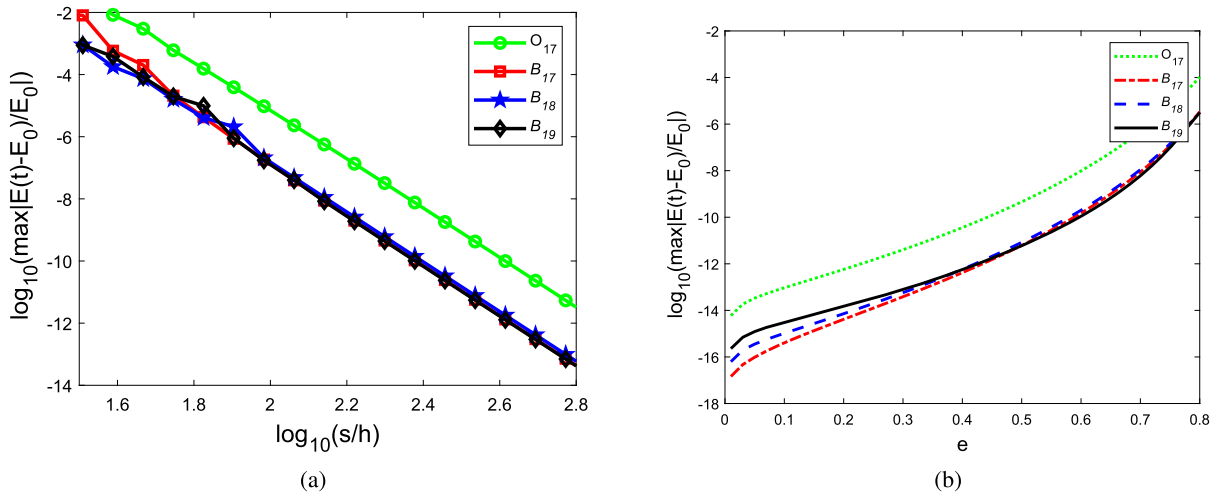 -2
-4
-6
-8
-10
-12
-14
1.6
1.8
2
2.2
2.4
2.6
2.8
log10(max|E(t)-E0)/E0|)
log10(s/h)
O17
B17
B18
B19
(a)
-2
-4
-6
-8
-10
-12
-14
-16
-18
0
0.1
0.2
0.3
0.4
0.5
0.6
0.7
0.8
log10(max|E(t)-E0)/E0|)
e
O17
B17
B18
B19
(b)